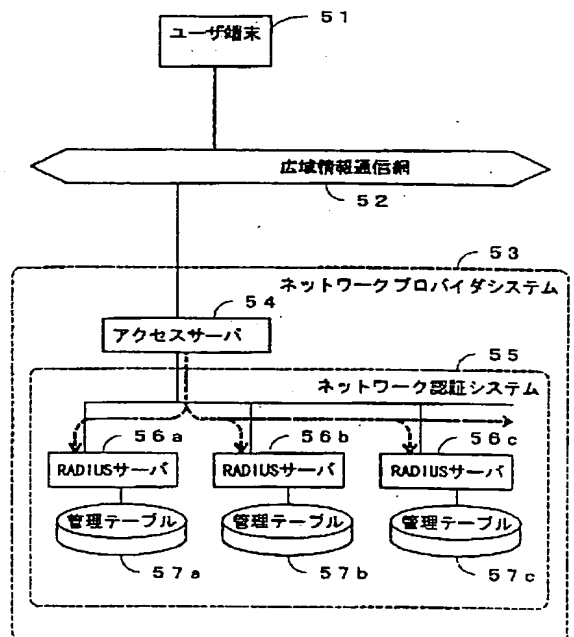 51
ユーザ端末
広域情報通信網
52
53
ネットワークプロバイダシステム
54
アクセスサーバ
55
ネットワーク認証システム
56a 56b 56c
RADIUSサーバ RADIUSサーバ RADIUSサーバ
管理テーブル 管理テーブル 管理テーブル
57a 57b 57c